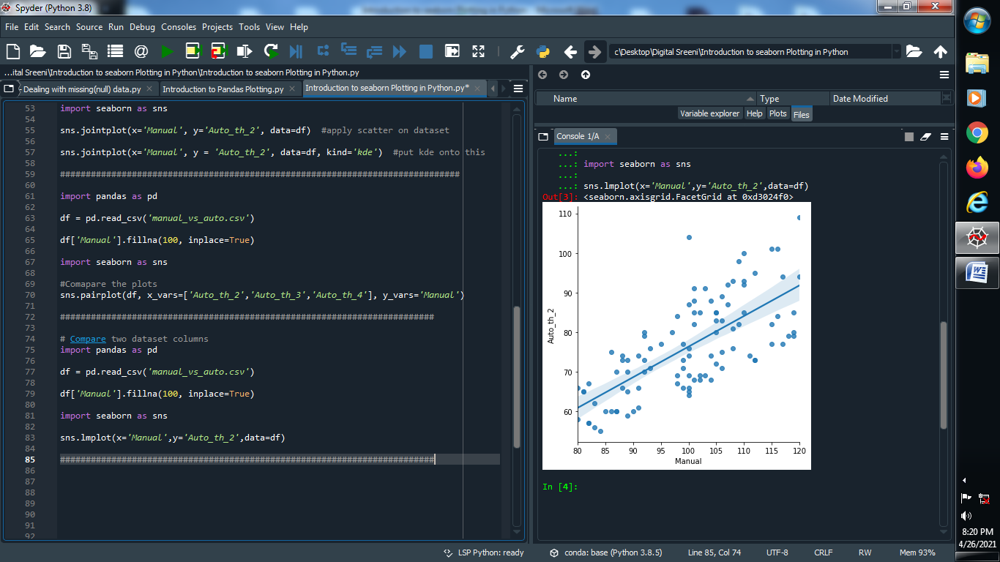 Spyder (Python 3.8)
File Edit Search Source Run Debug Consoles Projects Tools View Help
c\Desktop\Digital Sreeni\Introduction to seaborn Plotting in Python
...ital Sreeni\Introduction to seaborn Plotting in Python\Introduction to seaborn Plotting in Python.py
- Dealing with missing(null) data.py
Introduction to Pandas Plotting.py
Introduction to seaborn Plotting in Python.py*
53 import seaborn as sns
54
55 sns.jointplot(x='Manual', y='Auto_th_2', data=df) #apply scatter on dataset
56
57 sns.jointplot(x='Manual', y = 'Auto_th_2', data=df, kind='kde') #put kde onto this
58
59 ##############################################################################
60
61 import pandas as pd
62
63 df = pd.read_csv('manual_vs_auto.csv')
64
65 df['Manual'].fillna(100, inplace=True)
66
67 import seaborn as sns
68
69 #Comapare the plots
70 sns.pairplot(df, x_vars=['Auto_th_2','Auto_th_3','Auto_th_4'], y_vars='Manual')
71
72 #########################################################################
73
74 # Compare two dataset columns
75 import pandas as pd
76
77 df = pd.read_csv('manual_vs_auto.csv')
78
79 df['Manual'].fillna(100, inplace=True)
80
81 import seaborn as sns
82
83 sns.lmplot(x='Manual',y='Auto_th_2',data=df)
84
85 #########################################################################
86
87
88
89
90
91
92
Name Type Date Modified
Variable explorer Help Plots Files
Console 1/A
...:
...: import seaborn as sns
...:
...: sns.lmplot(x='Manual',y='Auto_th_2',data=df)
Out[3]: <seaborn.axisgrid.FacetGrid at 0xd3024f0>
110
100
90
80
70
60
Auto_th_2
80 85 90 95 100 105 110 115 120
Manual
In [4]:
LSP Python: ready conda: base (Python 3.8.5) Line 85, Col 74 UTF-8 CRLF RW Mem 93%
8:20 PM
4/26/2021